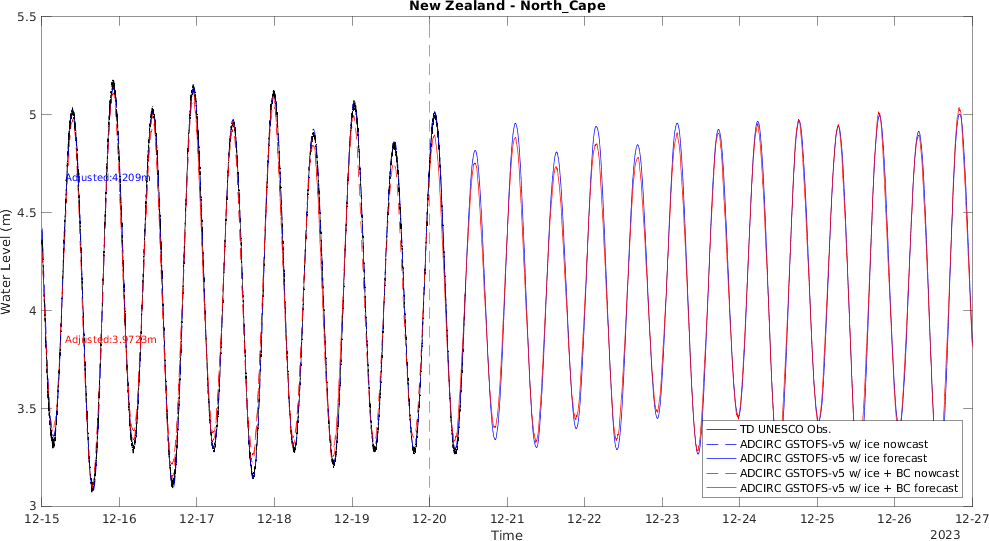 New Zealand - North_Cape
5.5
5
4.5
4
3.5
3
Water Level (m)
Adjusted:4.209m
Adjusted:3.9723m
TD UNESCO Obs.
ADCIRC GSTOFS-v5 w/ ice nowcast
ADCIRC GSTOFS-v5 w/ ice forecast
ADCIRC GSTOFS-v5 w/ ice + BC nowcast
ADCIRC GSTOFS-v5 w/ ice + BC forecast
12-15 12-16 12-17 12-18 12-19 12-20 12-21 12-22 12-23 12-24 12-25 12-26 12-27
Time
2023